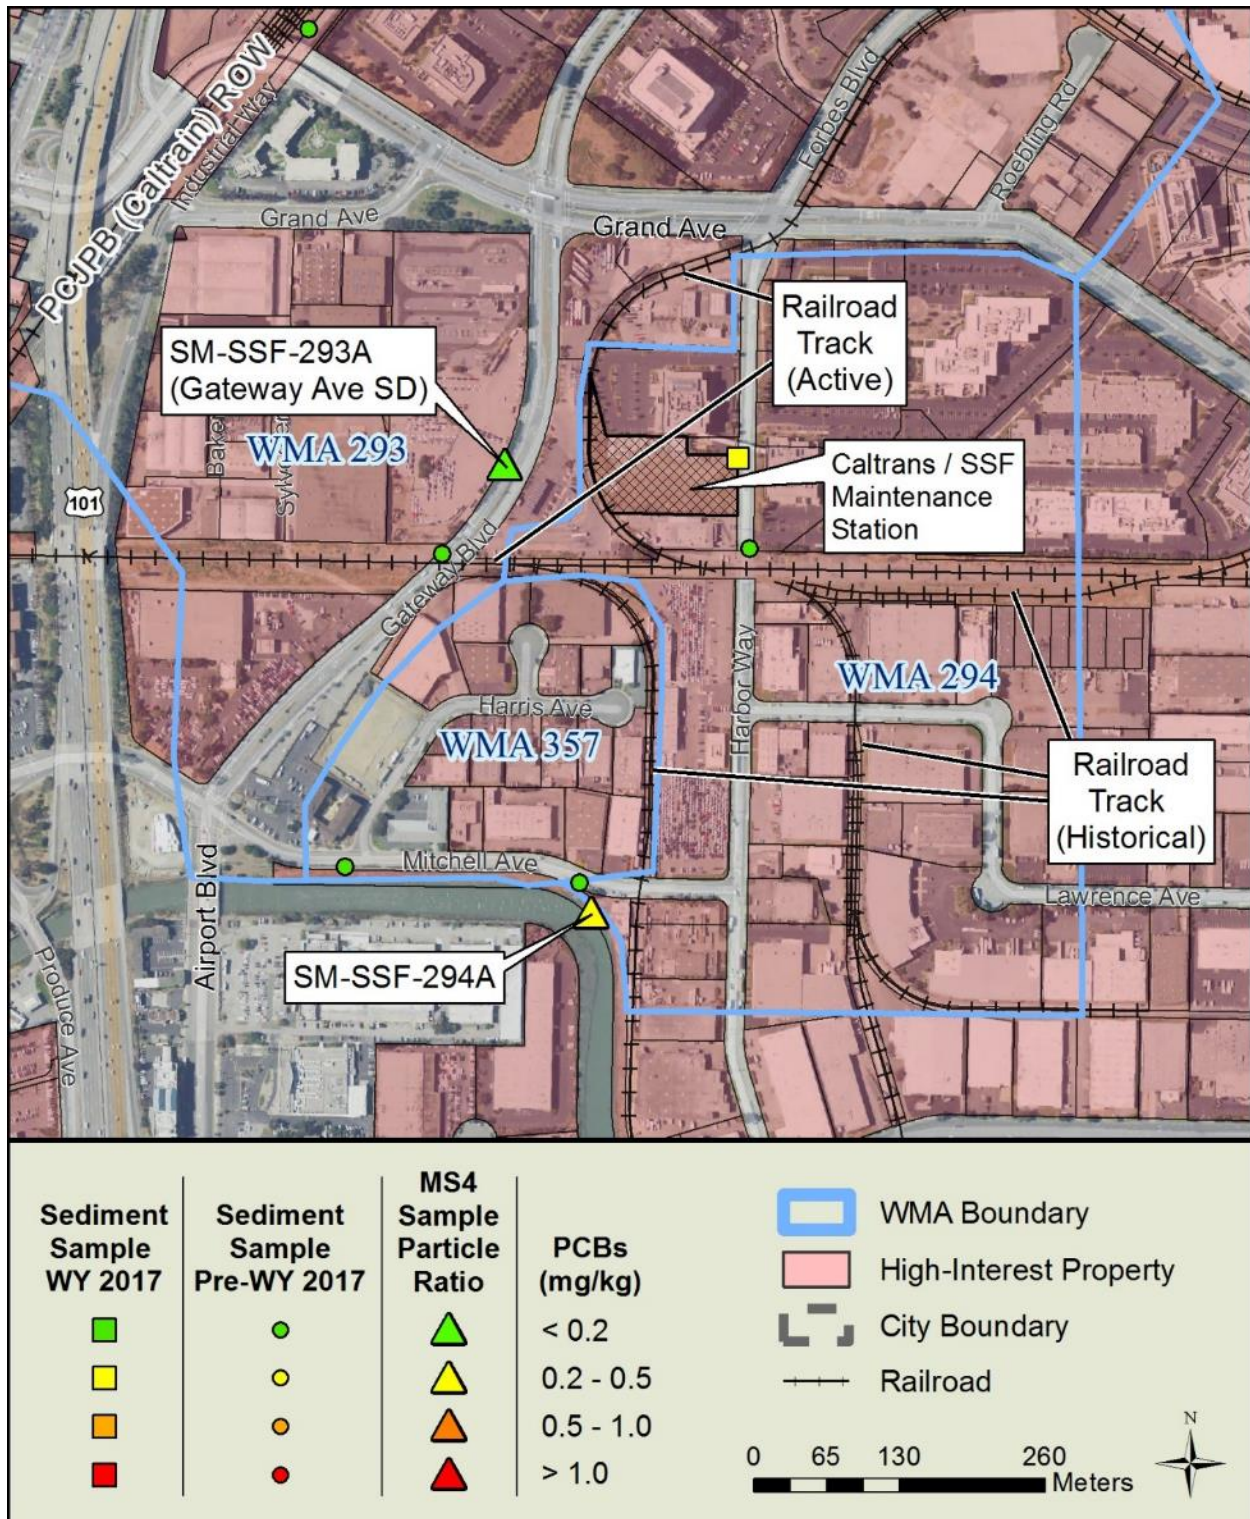 PCJPB (Caltrain) ROW
Industrial Way
Forbes Blvd
Roebling Rd
Grand Ave
Grand Ave
Railroad
Track
(Active)
SM-SSF-293A
(Gateway Ave SD)
WMA 293
Baker
Sylvester
Caltrans / SSF
Maintenance
Station
101
Gateway Blvd
Harbor Way
WMA 294
Harris Ave
WMA 357
Railroad
Track
(Historical)
Mitchell Ave
Lawrence Ave
Airport Blvd
SM-SSF-294A
Produce Ave
Sediment
Sample
WY 2017
Sediment
Sample
Pre-WY 2017
MS4
Sample
Particle
Ratio
PCBs
(mg/kg)
< 0.2
0.2 - 0.5
0.5 - 1.0
> 1.0
WMA Boundary
High-Interest Property
City Boundary
Railroad
0 65 130 260
Meters
N